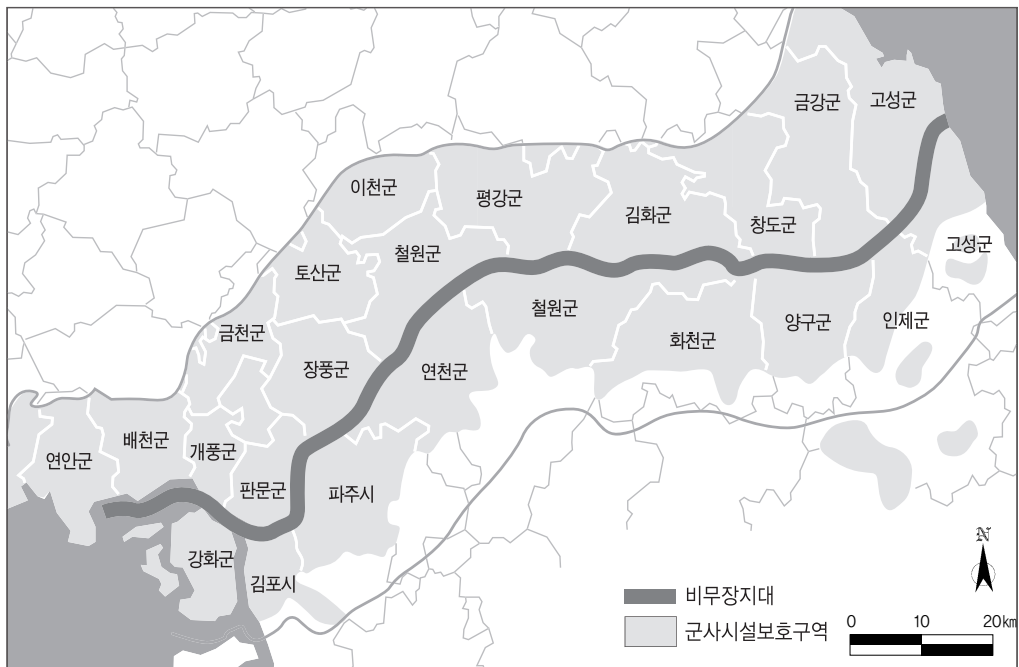 금강군
고성군
이천군
평강군
김화군
창도군
고성군
철원군
토산군
철원군
양구군
인제군
금천군
화천군
장풍군
연천군
배천군
개풍군
연안군
판문군
파주시
강화군
김포시
N
비무장지대
군사시설보호구역
0 10 20km